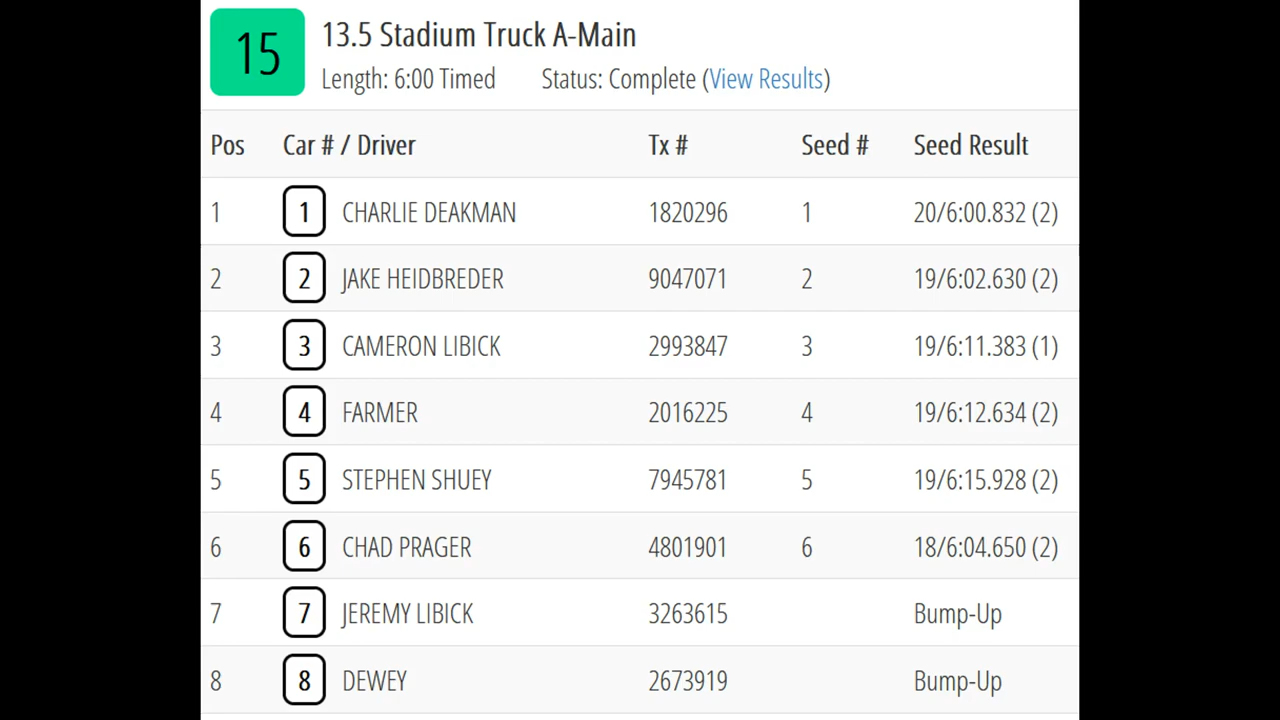 15
13.5 Stadium Truck A-Main
Length: 6:00 Timed Status: Complete (View Results)
Pos Car # / Driver Tx # Seed # Seed Result
1 1 CHARLIE DEAKMAN 1820296 1 20/6:00.832 (2)
2 2 JAKE HEIDBREDER 9047071 2 19/6:02.630 (2)
3 3 CAMERON LIBICK 2993847 3 19/6:11.383 (1)
4 4 FARMER 2016225 4 19/6:12.634 (2)
5 5 STEPHEN SHUEY 7945781 5 19/6:15.928 (2)
6 6 CHAD PRAGER 4801901 6 18/6:04.650 (2)
7 7 JEREMY LIBICK 3263615 Bump-Up
8 8 DEWEY 2673919 Bump-Up